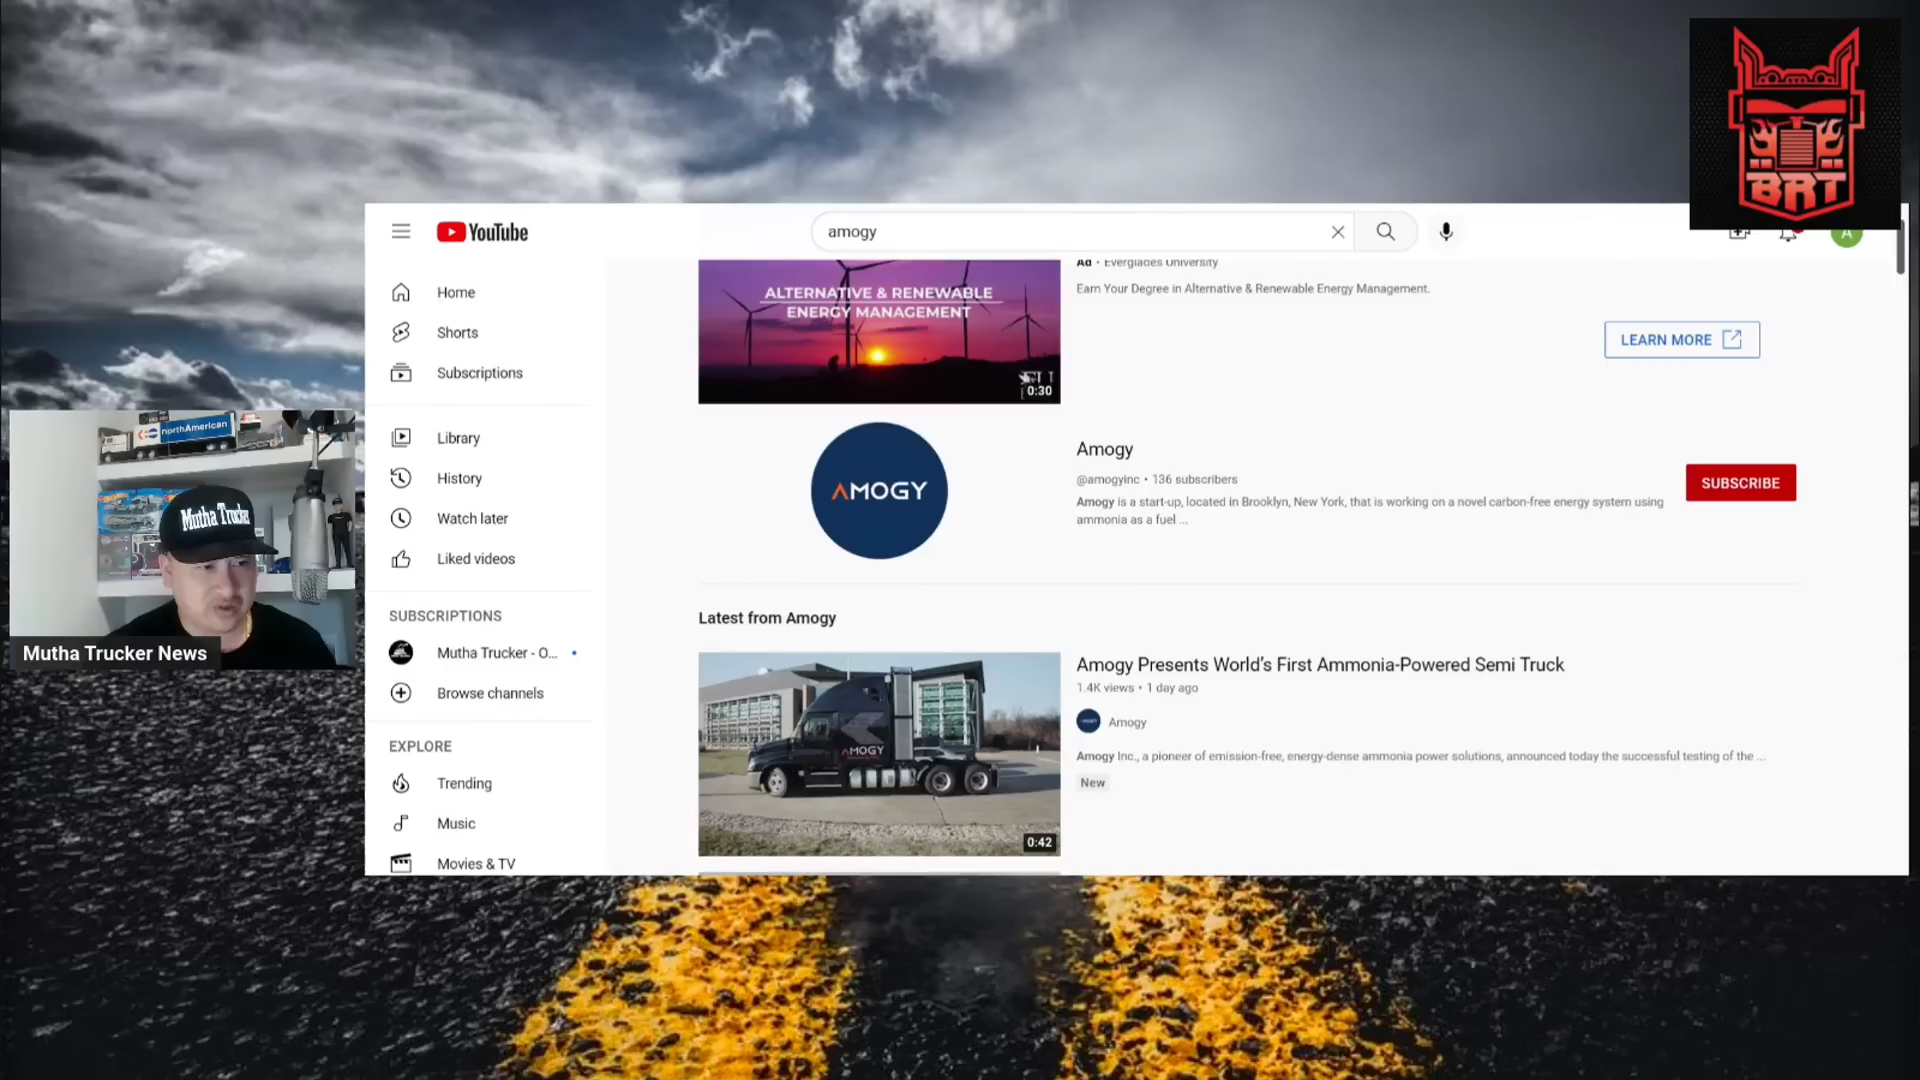 BRT
YouTube
amogy
A
Home
Shorts
Subscriptions
Library
History
Watch later
Liked videos
SUBSCRIPTIONS
Mutha Trucker - O...
Browse channels
EXPLORE
Trending
Music
Movies & TV
ALTERNATIVE & RENEWABLE
ENERGY MANAGEMENT
0:30
Ad • Everglades University
Earn Your Degree in Alternative & Renewable Energy Management.
LEARN MORE
AMOGY
Amogy
@amogyinc • 136 subscribers
Amogy is a start-up, located in Brooklyn, New York, that is working on a novel carbon-free energy system using
ammonia as a fuel ...
SUBSCRIBE
Latest from Amogy
AMOGY
0:42
Amogy Presents World’s First Ammonia-Powered Semi Truck
1.4K views • 1 day ago
Amogy
Amogy Inc., a pioneer of emission-free, energy-dense ammonia power solutions, announced today the successful testing of the ...
New
northAmerican
Mutha Trucker
Mutha Trucker News